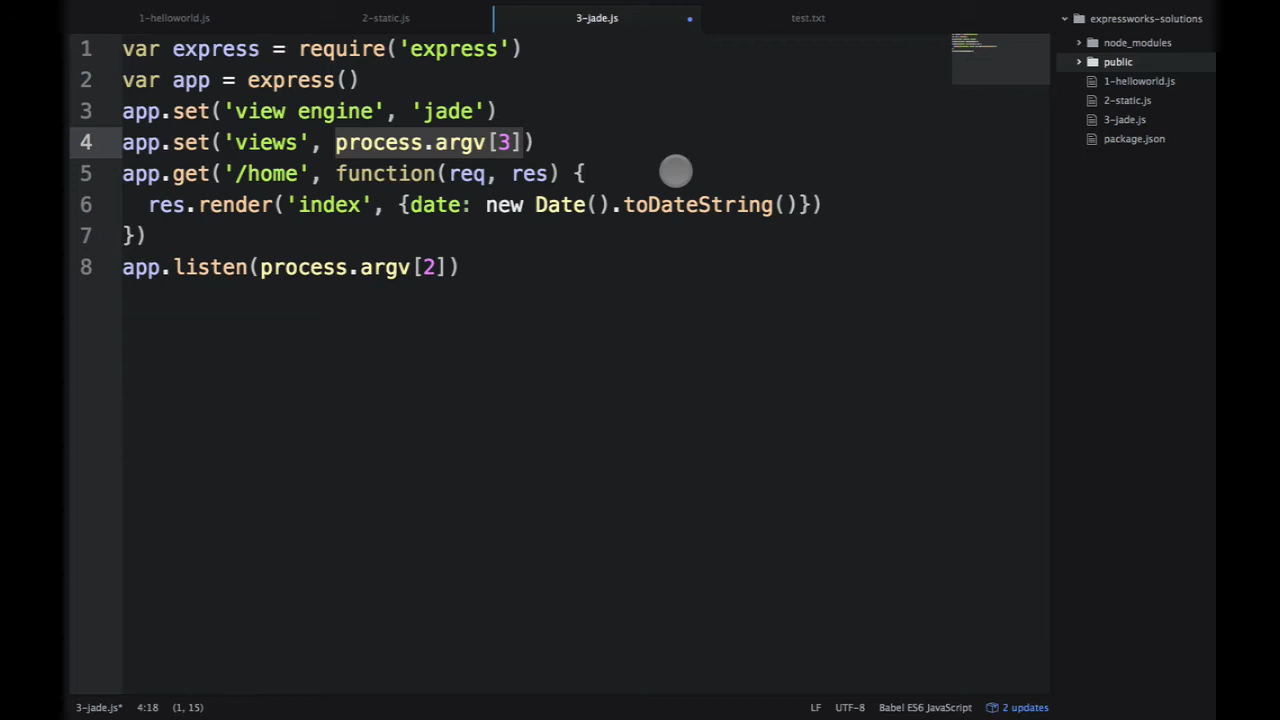 1-helloworld.js
2-static.js
3-jade.js
test.txt
1 var express = require('express')
2 var app = express()
3 app.set('view engine', 'jade')
4 app.set('views', process.argv[3])
5 app.get('/home', function(req, res) {
6 res.render('index', {date: new Date().toDateString()})
7 })
8 app.listen(process.argv[2])
expressworks-solutions
node_modules
public
1-helloworld.js
2-static.js
3-jade.js
package.json
3-jade.js* 4:18 (1, 15)
LF UTF-8 Babel ES6 JavaScript 2 updates